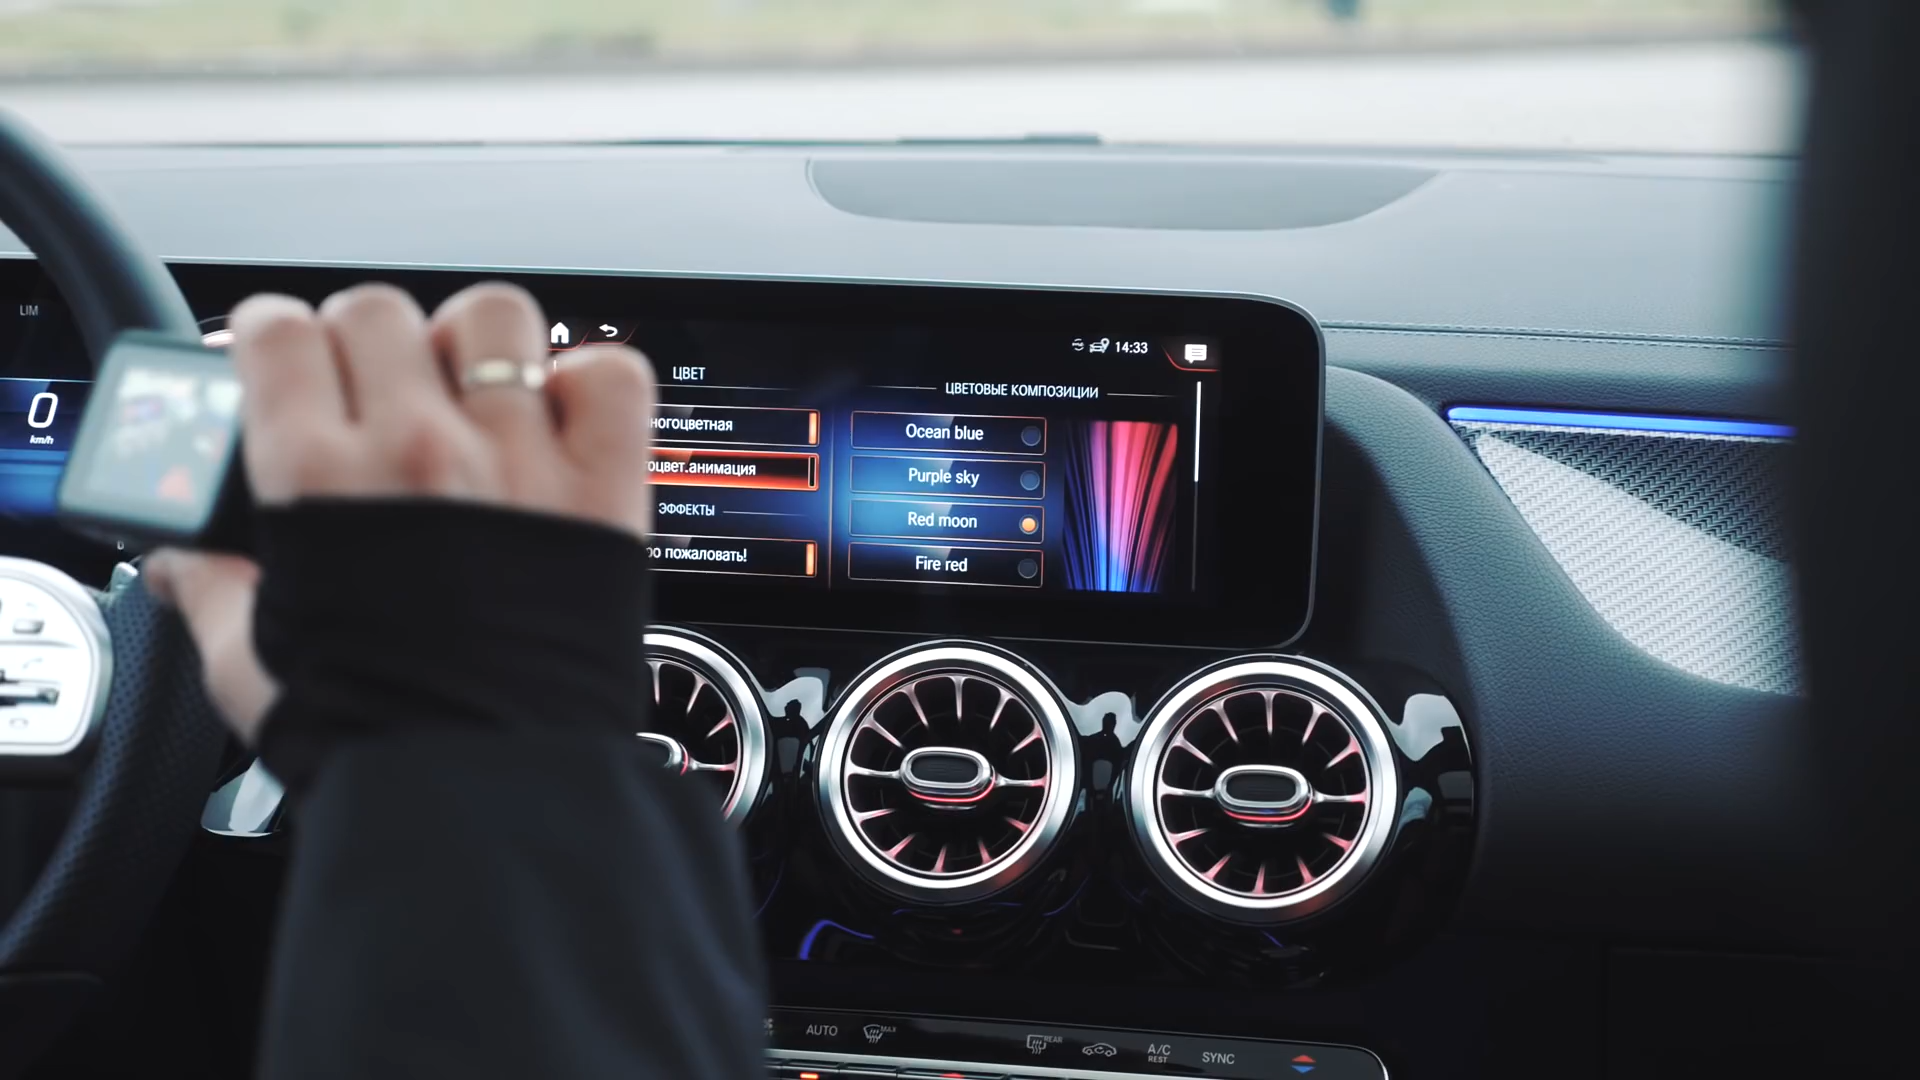 LIM
0
km/h
14:33
ЦВЕТ
ногоцветная
оцвет.анимация
ЭФФЕКТЫ
ро пожаловать!
ЦВЕТОВЫЕ КОМПОЗИЦИИ
Ocean blue
Purple sky
Red moon
Fire red
D
AUTO
MAX
REAR
A/C
REST
SYNC